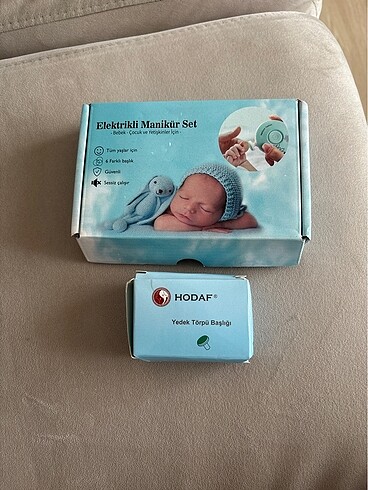 Elektrikli Manikür Set
- Bebek - Çocuk ve Yetişkinler İçin -
Tüm yaşlar için
6 Farklı başlık
Güvenli
Sessiz çalışır
HODAF®
Yedek Törpü Başlığı